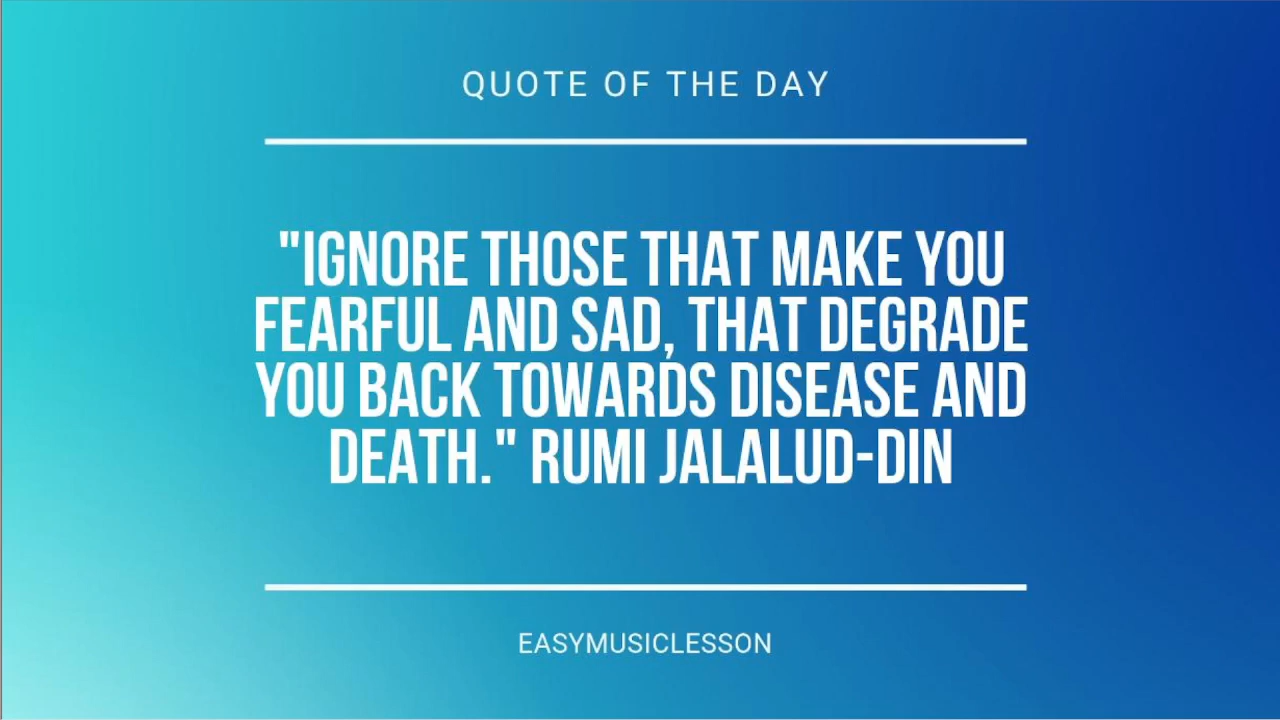 QUOTE OF THE DAY
"IGNORE THOSE THAT MAKE YOU
FEARFUL AND SAD, THAT DEGRADE
YOU BACK TOWARDS DISEASE AND
DEATH." RUMI JALALUD-DIN
EASYMUSICLESSON